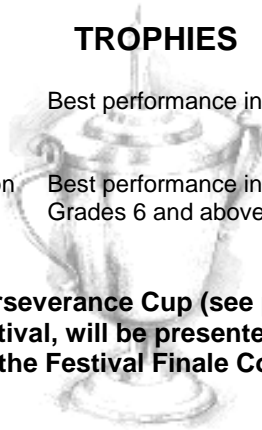 TROPHIES
Best performance in
on Best performance in
Grades 6 and above
rseverance Cup (see
tival, will be presente
the Festival Finale Co